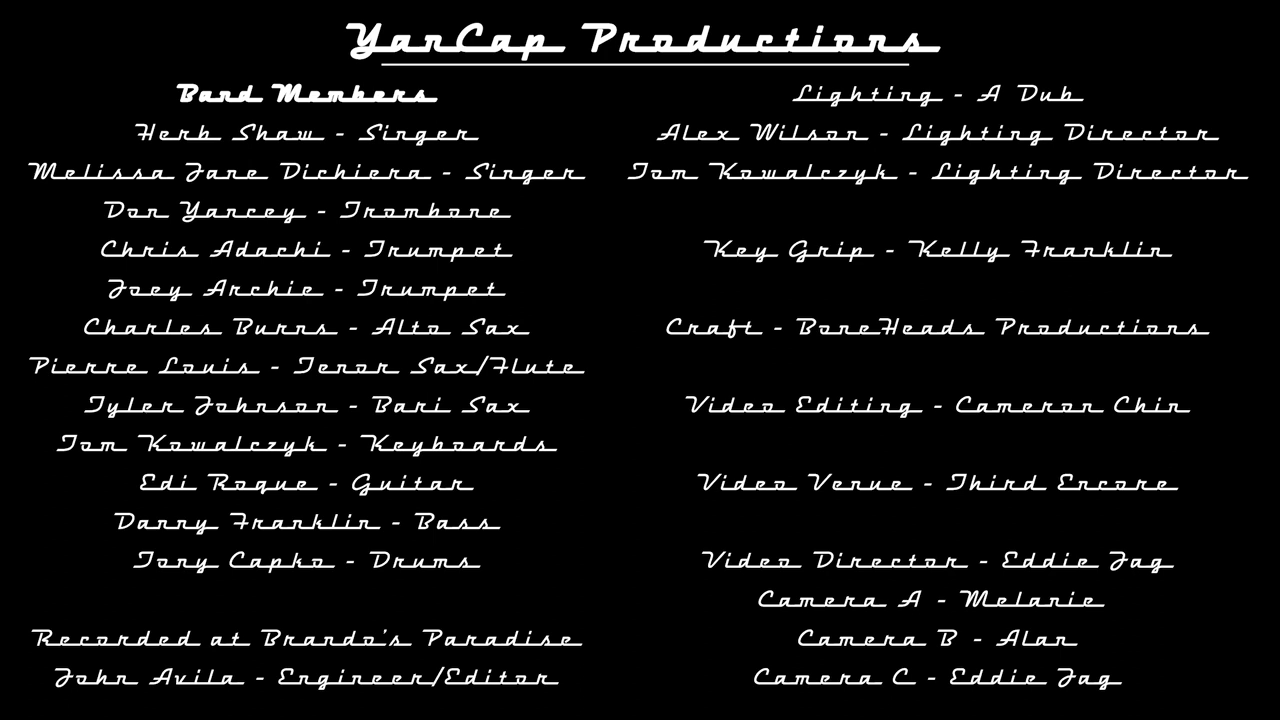 YanCap Productions
Band Members
Herb Shaw - Singer
Melissa Jane Dichiera - Singer
Don Yancey - Trombone
Chris Adachi - Trumpet
Joey Archie - Trumpet
Charles Burns - Alto Sax
Pierre Louis - Tenor Sax/Flute
Tyler Johnson - Bari Sax
Tom Kowalczyk - Keyboards
Edi Roque - Guitar
Danny Franklin - Bass
Tony Capko - Drums
Recorded at Brando's Paradise
John Avila - Engineer/Editor
Lighting - A Dub
Alex Wilson - Lighting Director
Tom Kowalczyk - Lighting Director
Key Grip - Kelly Franklin
Craft - BoneHeads Productions
Video Editing - Cameron Chin
Video Venue - Third Encore
Video Director - Eddie Jag
Camera A - Melanie
Camera B - Alan
Camera C - Eddie Jag